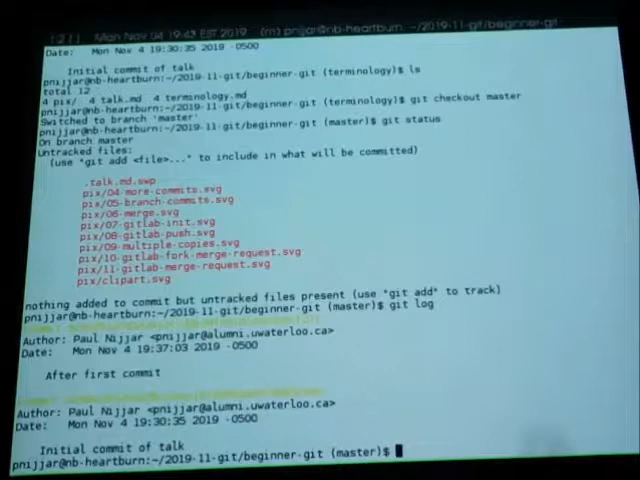 Mon Nov 04 19:43 EST 2019 (m) pnijjar@nb-heartburn: ~/2019-11-git/beginner-git
Date:   Mon Nov 4 19:30:35 2019 -0500
Initial commit of talk
pnijjar@nb-heartburn:~/2019-11-git/beginner-git (terminology)$ ls
total 12
4 pix/  4 talk.md  4 terminology.md
pnijjar@nb-heartburn:~/2019-11-git/beginner-git (terminology)$ git checkout master
Switched to branch 'master'
pnijjar@nb-heartburn:~/2019-11-git/beginner-git (master)$ git status
On branch master
Untracked files:
(use "git add <file>..." to include in what will be committed)
.talk.md.swp
pix/04-more-commits.svg
pix/05-branch-commits.svg
pix/06-merge.svg
pix/07-gitlab-init.svg
pix/08-gitlab-push.svg
pix/09-multiple-copies.svg
pix/10-gitlab-fork-merge-request.svg
pix/11-gitlab-merge-request.svg
pix/clipart.svg
nothing added to commit but untracked files present (use "git add" to track)
pnijjar@nb-heartburn:~/2019-11-git/beginner-git (master)$ git log
Author: Paul Nijjar <pnijjar@alumni.uwaterloo.ca>
Date:   Mon Nov 4 19:37:03 2019 -0500
After first commit
Author: Paul Nijjar <pnijjar@alumni.uwaterloo.ca>
Date:   Mon Nov 4 19:30:35 2019 -0500
Initial commit of talk
pnijjar@nb-heartburn:~/2019-11-git/beginner-git (master)$